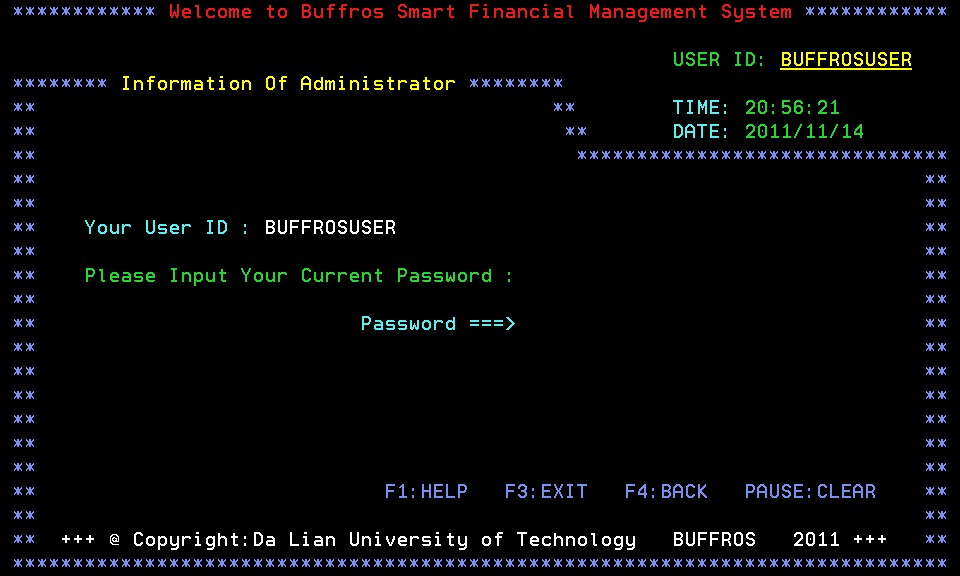 ************ Welcome to Buffros Smart Financial Management System ************
USER ID: BUFFROSUSER
******** Information Of Administrator ********
** ** TIME: 20:56:21
** ** DATE: 2011/11/14
** *******************************
** **
** **
** Your User ID : BUFFROSUSER **
** **
** Please Input Your Current Password : **
** **
** Password ===> **
** **
** **
** **
** **
** **
** **
** F1:HELP F3:EXIT F4:BACK PAUSE:CLEAR **
** **
** +++ @ Copyright:Da Lian University of Technology BUFFROS 2011 +++ **
******************************************************************************